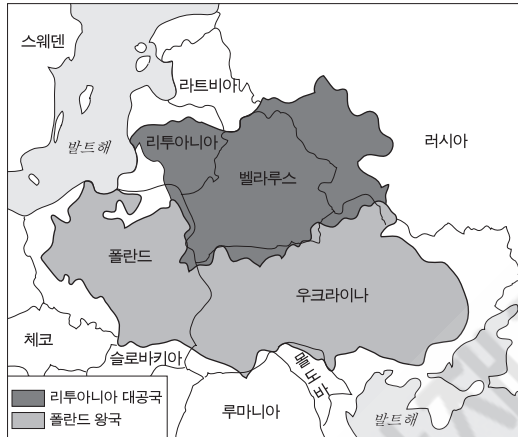 스웨덴
라트비아
발트해
리투아니아
러시아
벨라루스
폴란드
우크라이나
체코
슬로바키아
몰도바
루마니아
발트해
리투아니아 대공국
폴란드 왕국